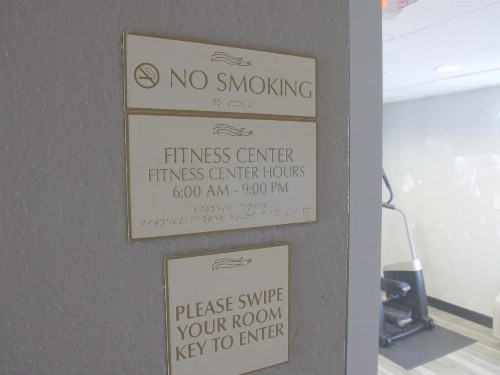 NO SMOKING
FITNESS CENTER
FITNESS CENTER HOURS
6:00 AM - 9:00 PM
PLEASE SWIPE
YOUR ROOM
KEY TO ENTER